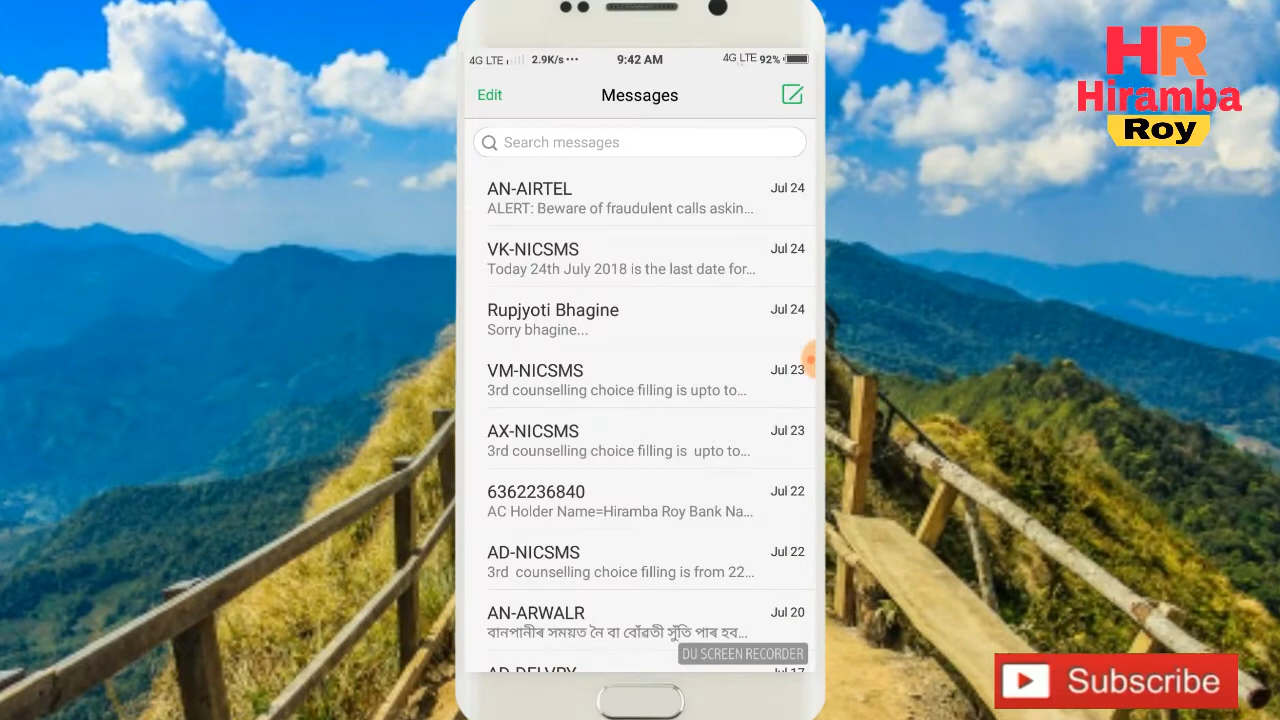 4G LTE 2.9K/s ••• 9:42 AM 4G LTE 92%
HR
Hiramba
Roy
Edit Messages
Search messages
AN-AIRTEL Jul 24
ALERT: Beware of fraudulent calls askin...
VK-NICSMS Jul 24
Today 24th July 2018 is the last date for...
Rupjyoti Bhagine Jul 24
Sorry bhagine...
VM-NICSMS Jul 23
3rd counselling choice filling is upto to...
AX-NICSMS Jul 23
3rd counselling choice filling is  upto to...
6362236840 Jul 22
AC Holder Name=Hiramba Roy Bank Na...
AD-NICSMS Jul 22
3rd  counselling choice filling is from 22...
AN-ARWALR Jul 20
বানপানীৰ সময়ত নৈ বা বোঁৱতী সুঁতি পাৰ হব...
DU SCREEN RECORDER
AD-DELVRY Jul 17
Subscribe